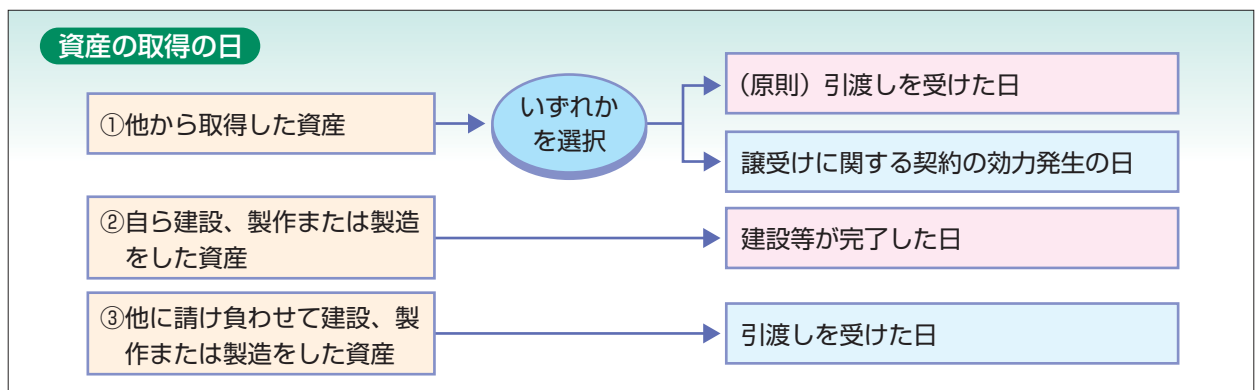 資産の取得の日
①他から取得した資産
いずれか
を選択
(原則)引渡しを受けた日
譲受けに関する契約の効力発生の日
②自ら建設、製作または製造
をした資産
建設等が完了した日
③他に請け負わせて建設、製
作または製造をした資産
引渡しを受けた日